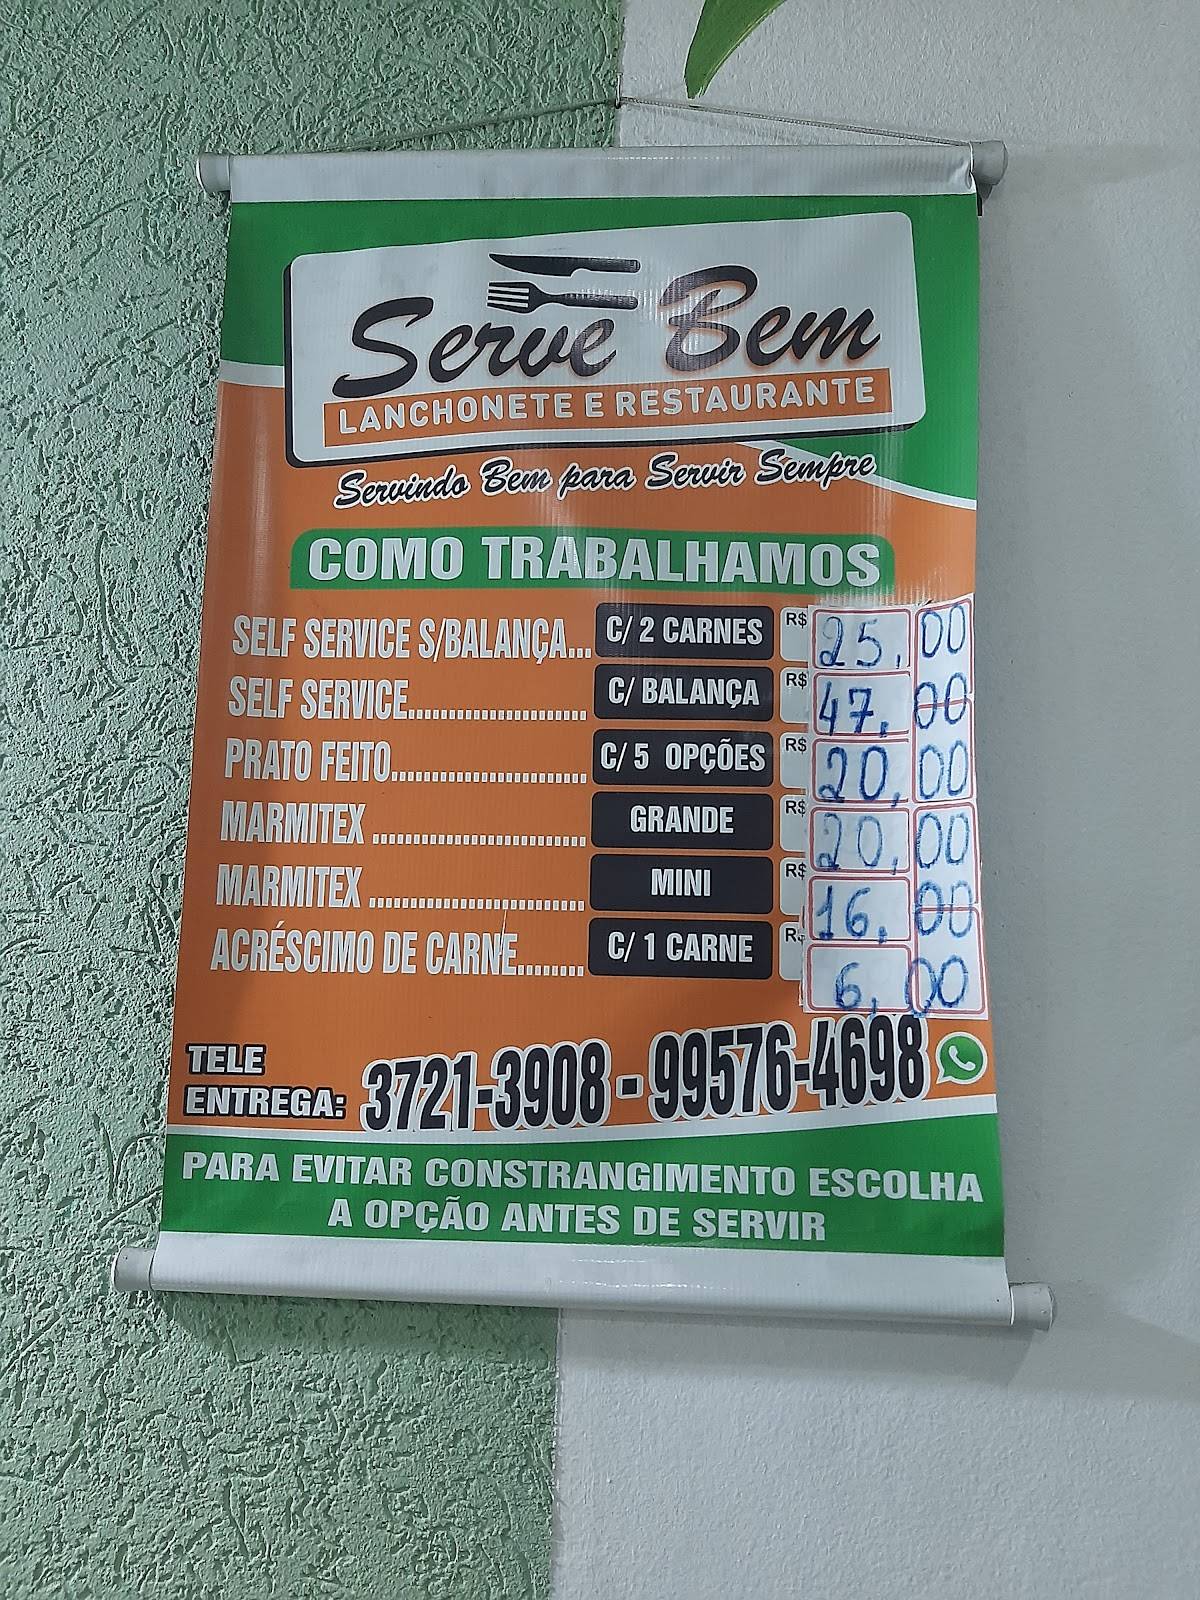 Serve Bem
LANCHONETE E RESTAURANTE
Servindo Bem para Servir Sempre
COMO TRABALHAMOS
SELF SERVICE S/BALANÇA... C/ 2 CARNES R$ 25,00
SELF SERVICE...................... C/ BALANÇA R$ 47,00
PRATO FEITO........................ C/ 5 OPÇÕES R$ 20,00
MARMITEX .......................... GRANDE R$ 20,00
MARMITEX .......................... MINI R$ 16,00
ACRÉSCIMO DE CARNE........ C/ 1 CARNE R$ 6,00
TELE
ENTREGA: 3721-3908 - 99576-4698
PARA EVITAR CONSTRANGIMENTO ESCOLHA
A OPÇÃO ANTES DE SERVIR